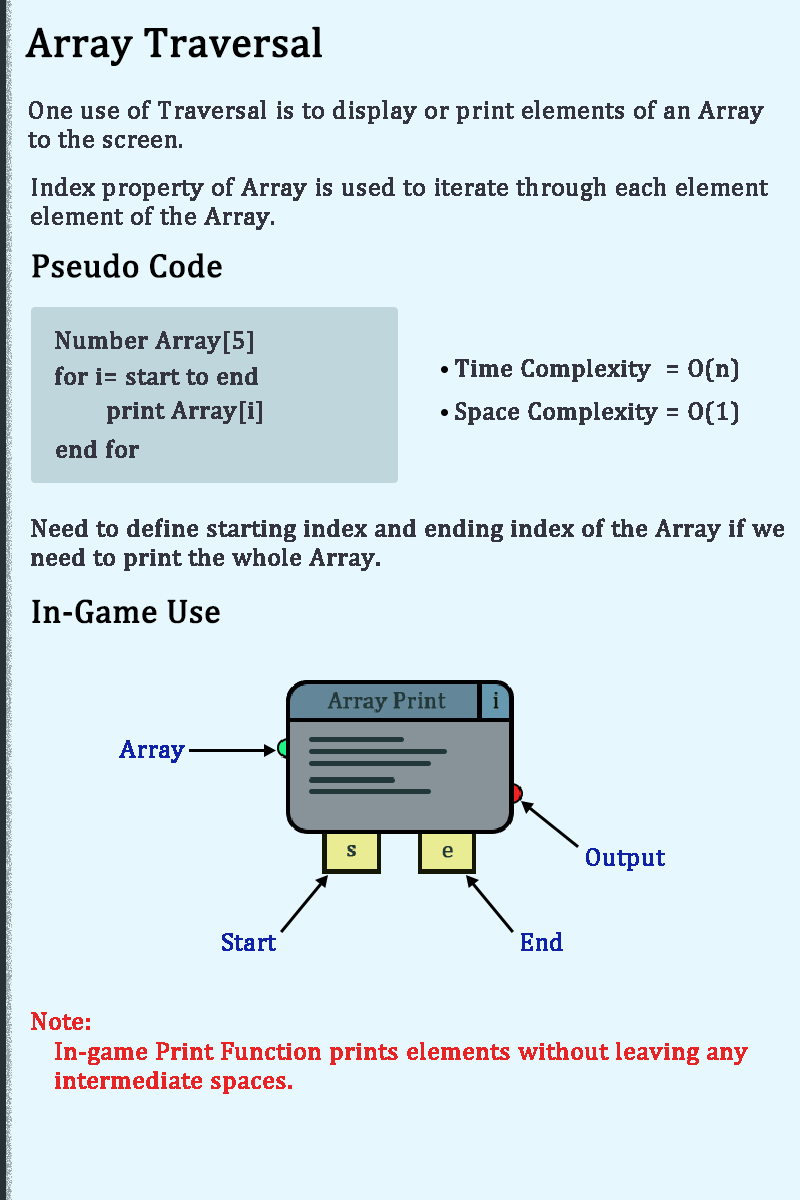 Array Traversal
One use of Traversal is to display or print elements of an Array
to the screen.
Index property of Array is used to iterate through each element
element of the Array.
Pseudo Code
Number Array[5]
for i= start to end
print Array[i]
end for
• Time Complexity = O(n)
• Space Complexity = O(1)
Need to define starting index and ending index of the Array if we
need to print the whole Array.
In-Game Use
Array Print i
Array
s e
Output
Start End
Note:
In-game Print Function prints elements without leaving any
intermediate spaces.